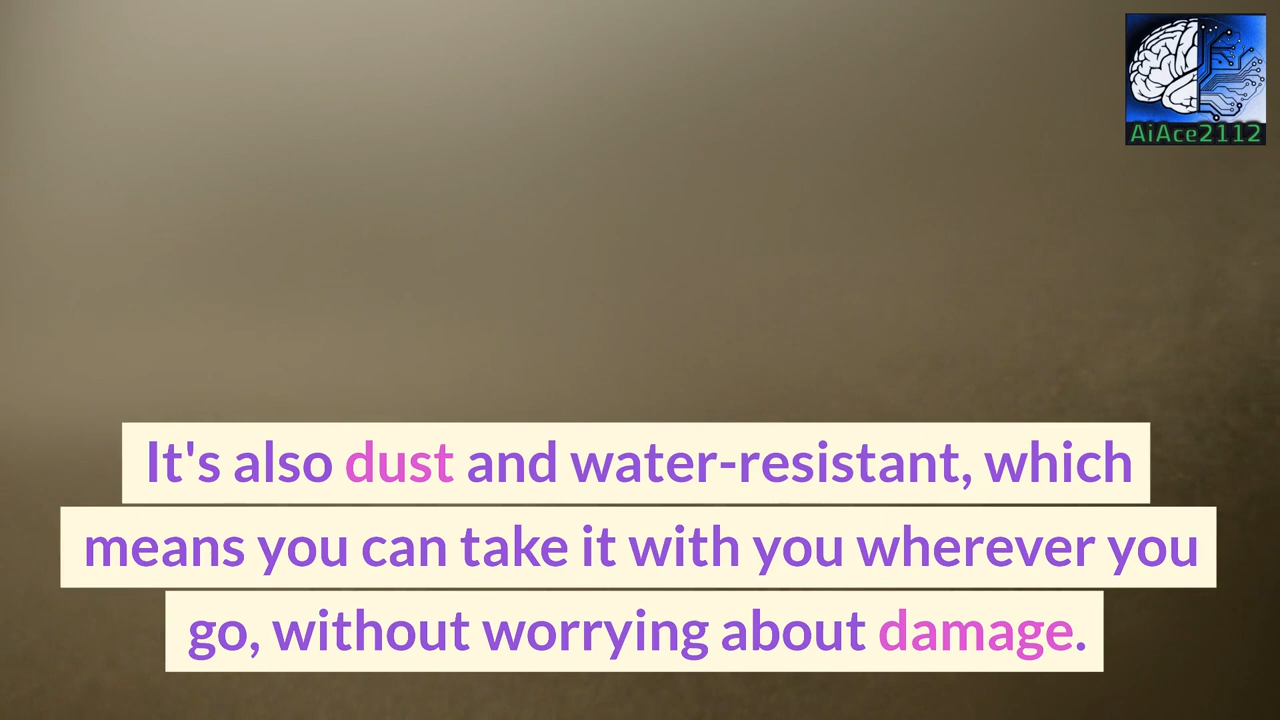 AiAce2112
It's also dust and water-resistant, which
means you can take it with you wherever you
go, without worrying about damage.